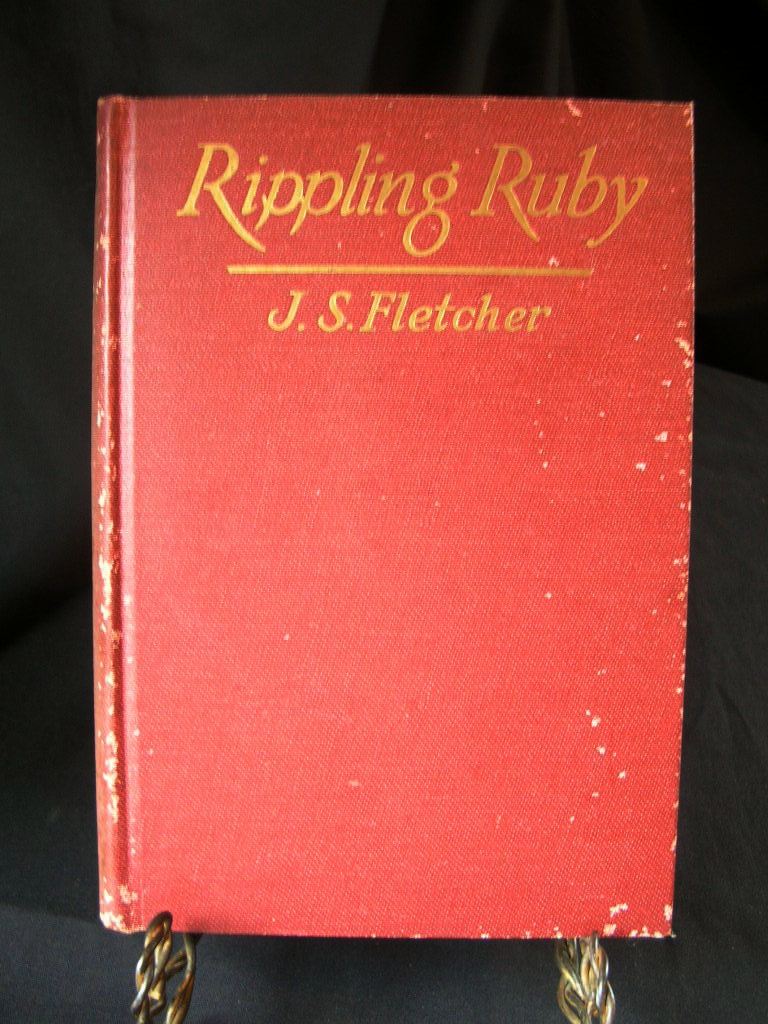 Rippling Ruby
J. S. Fletcher